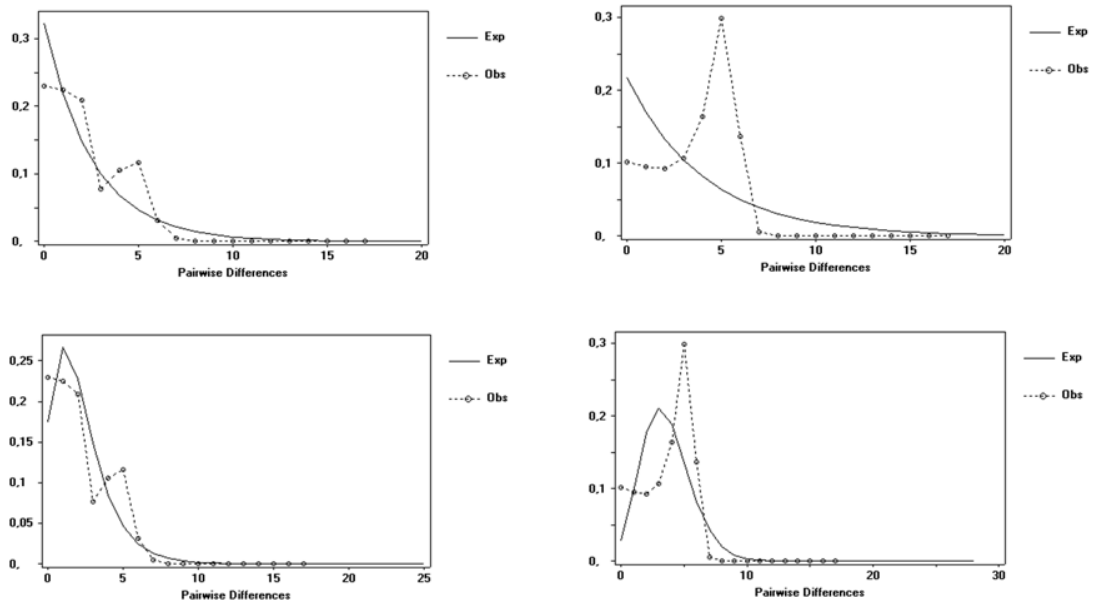 0,3
0,2
0,1
0,
0 5 10 15 20
Pairwise Differences
Exp
Obs
0,3
0,2
0,1
0,
0 5 10 15 20
Pairwise Differences
Exp
Obs
0,25
0,2
0,15
0,1
0,05
0,
0 5 10 15 20 25
Pairwise Differences
Exp
Obs
0,3
0,2
0,1
0,
0 10 20 30
Pairwise Differences
Exp
Obs